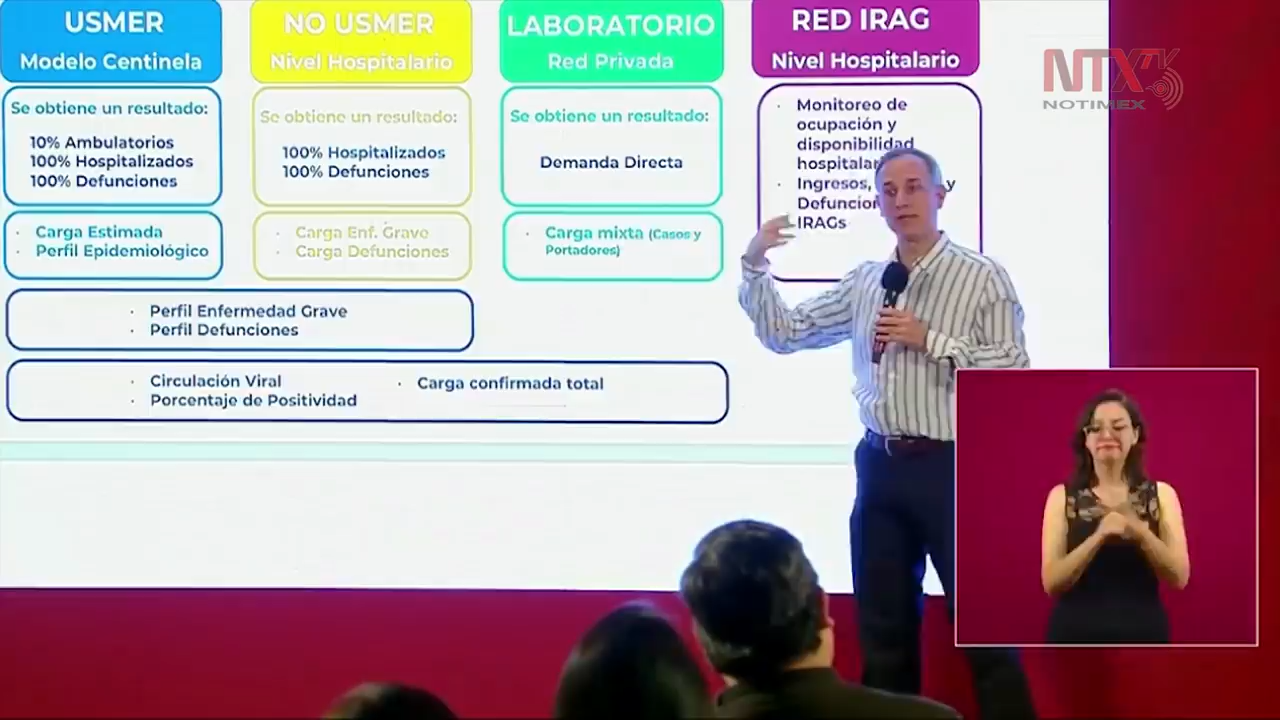 USMER
Modelo Centinela
Se obtiene un resultado:
10% Ambulatorios
100% Hospitalizados
100% Defunciones
· Carga Estimada
· Perfil Epidemiológico
NO USMER
Nivel Hospitalario
Se obtiene un resultado:
100% Hospitalizados
100% Defunciones
· Carga Enf. Grave
· Carga Defunciones
LABORATORIO
Red Privada
Se obtiene un resultado:
Demanda Directa
· Carga mixta (Casos y
Portadores)
RED IRAG
Nivel Hospitalario
· Monitoreo de
ocupación y
disponibilidad
· Ingresos, y
IRAGs
· Perfil Enfermedad Grave
· Perfil Defunciones
· Circulación Viral
· Porcentaje de Positividad
· Carga confirmada total
NTXTV
NOTIMEX